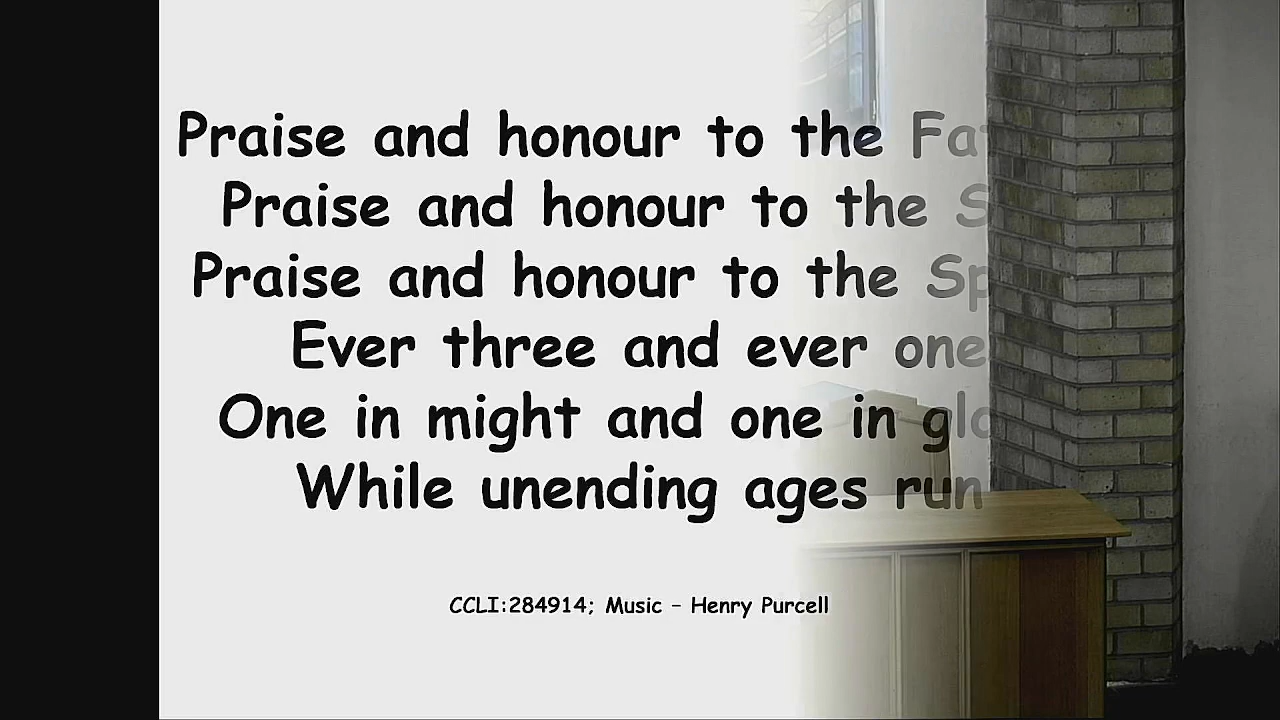 Praise and honour to the
Praise and honour to the
Praise and honour to the
Ever three and ever one
One in might and one in
While unending ages run
CCLI:284914; Music - Henry Purcell